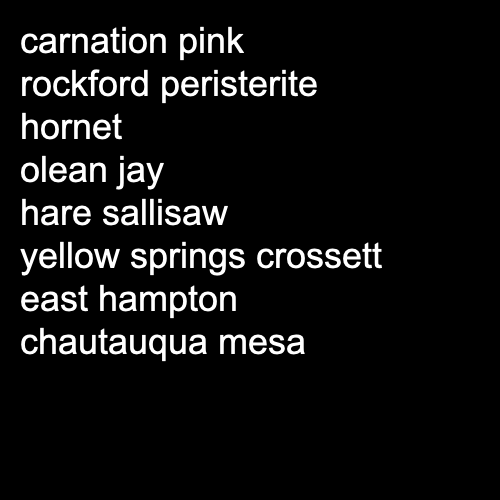 carnation pink
rockford peristerite
hornet
olean jay
hare sallisaw
yellow springs crossett
east hampton
chautauqua mesa